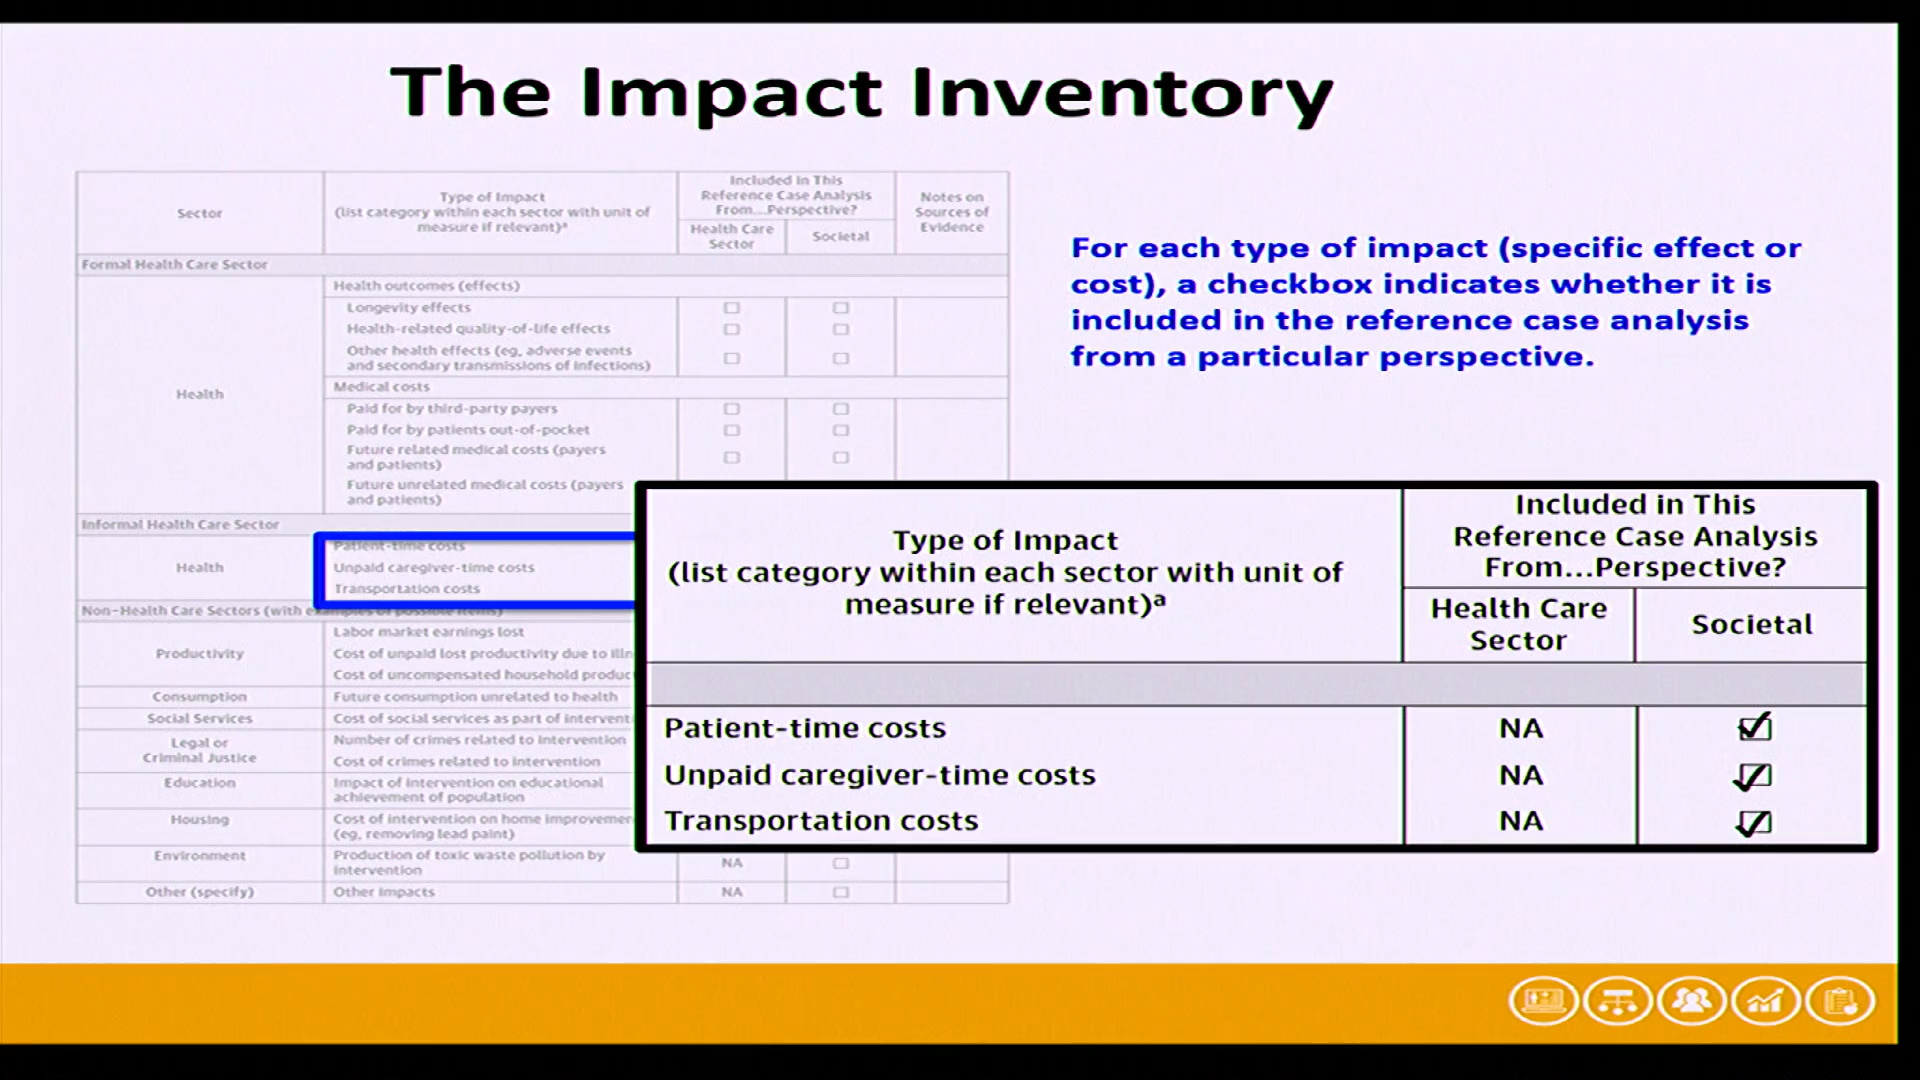 The Impact Inventory
Sector
Type of Impact
(list category within each sector with unit of
measure if relevant)ᵃ
Included in This
Reference Case Analysis
From...Perspective?
Health Care
Sector
Societal
Notes on
Sources of
Evidence
Formal Health Care Sector
Health
Health outcomes (effects)
Longevity effects
Health-related quality-of-life effects
Other health effects (eg, adverse events
and secondary transmissions of infections)
Medical costs
Paid for by third-party payers
Paid for by patients out-of-pocket
Future related medical costs (payers
and patients)
Future unrelated medical costs (payers
and patients)
Informal Health Care Sector
Health
Patient-time costs
Unpaid caregiver-time costs
Transportation costs
Non-Health Care Sectors (with examples of possible items)
Productivity
Labor market earnings lost
Cost of unpaid lost productivity due to
Cost of uncompensated household
Consumption
Future consumption unrelated to health
Social Services
Cost of social services as part of
Legal or
Criminal Justice
Number of crimes related to intervention
Cost of crimes related to intervention
Education
Impact of intervention on educational
achievement of population
Housing
Cost of intervention on home
(eg, removing lead paint)
Environment
Production of toxic waste pollution by
intervention
NA
Other (specify)
Other impacts
NA
For each type of impact (specific effect or
cost), a checkbox indicates whether it is
included in the reference case analysis
from a particular perspective.
Type of Impact
(list category within each sector with unit of
measure if relevant)ᵃ
Included in This
Reference Case Analysis
From...Perspective?
Health Care
Sector
Societal
Patient-time costs NA
Unpaid caregiver-time costs NA
Transportation costs NA